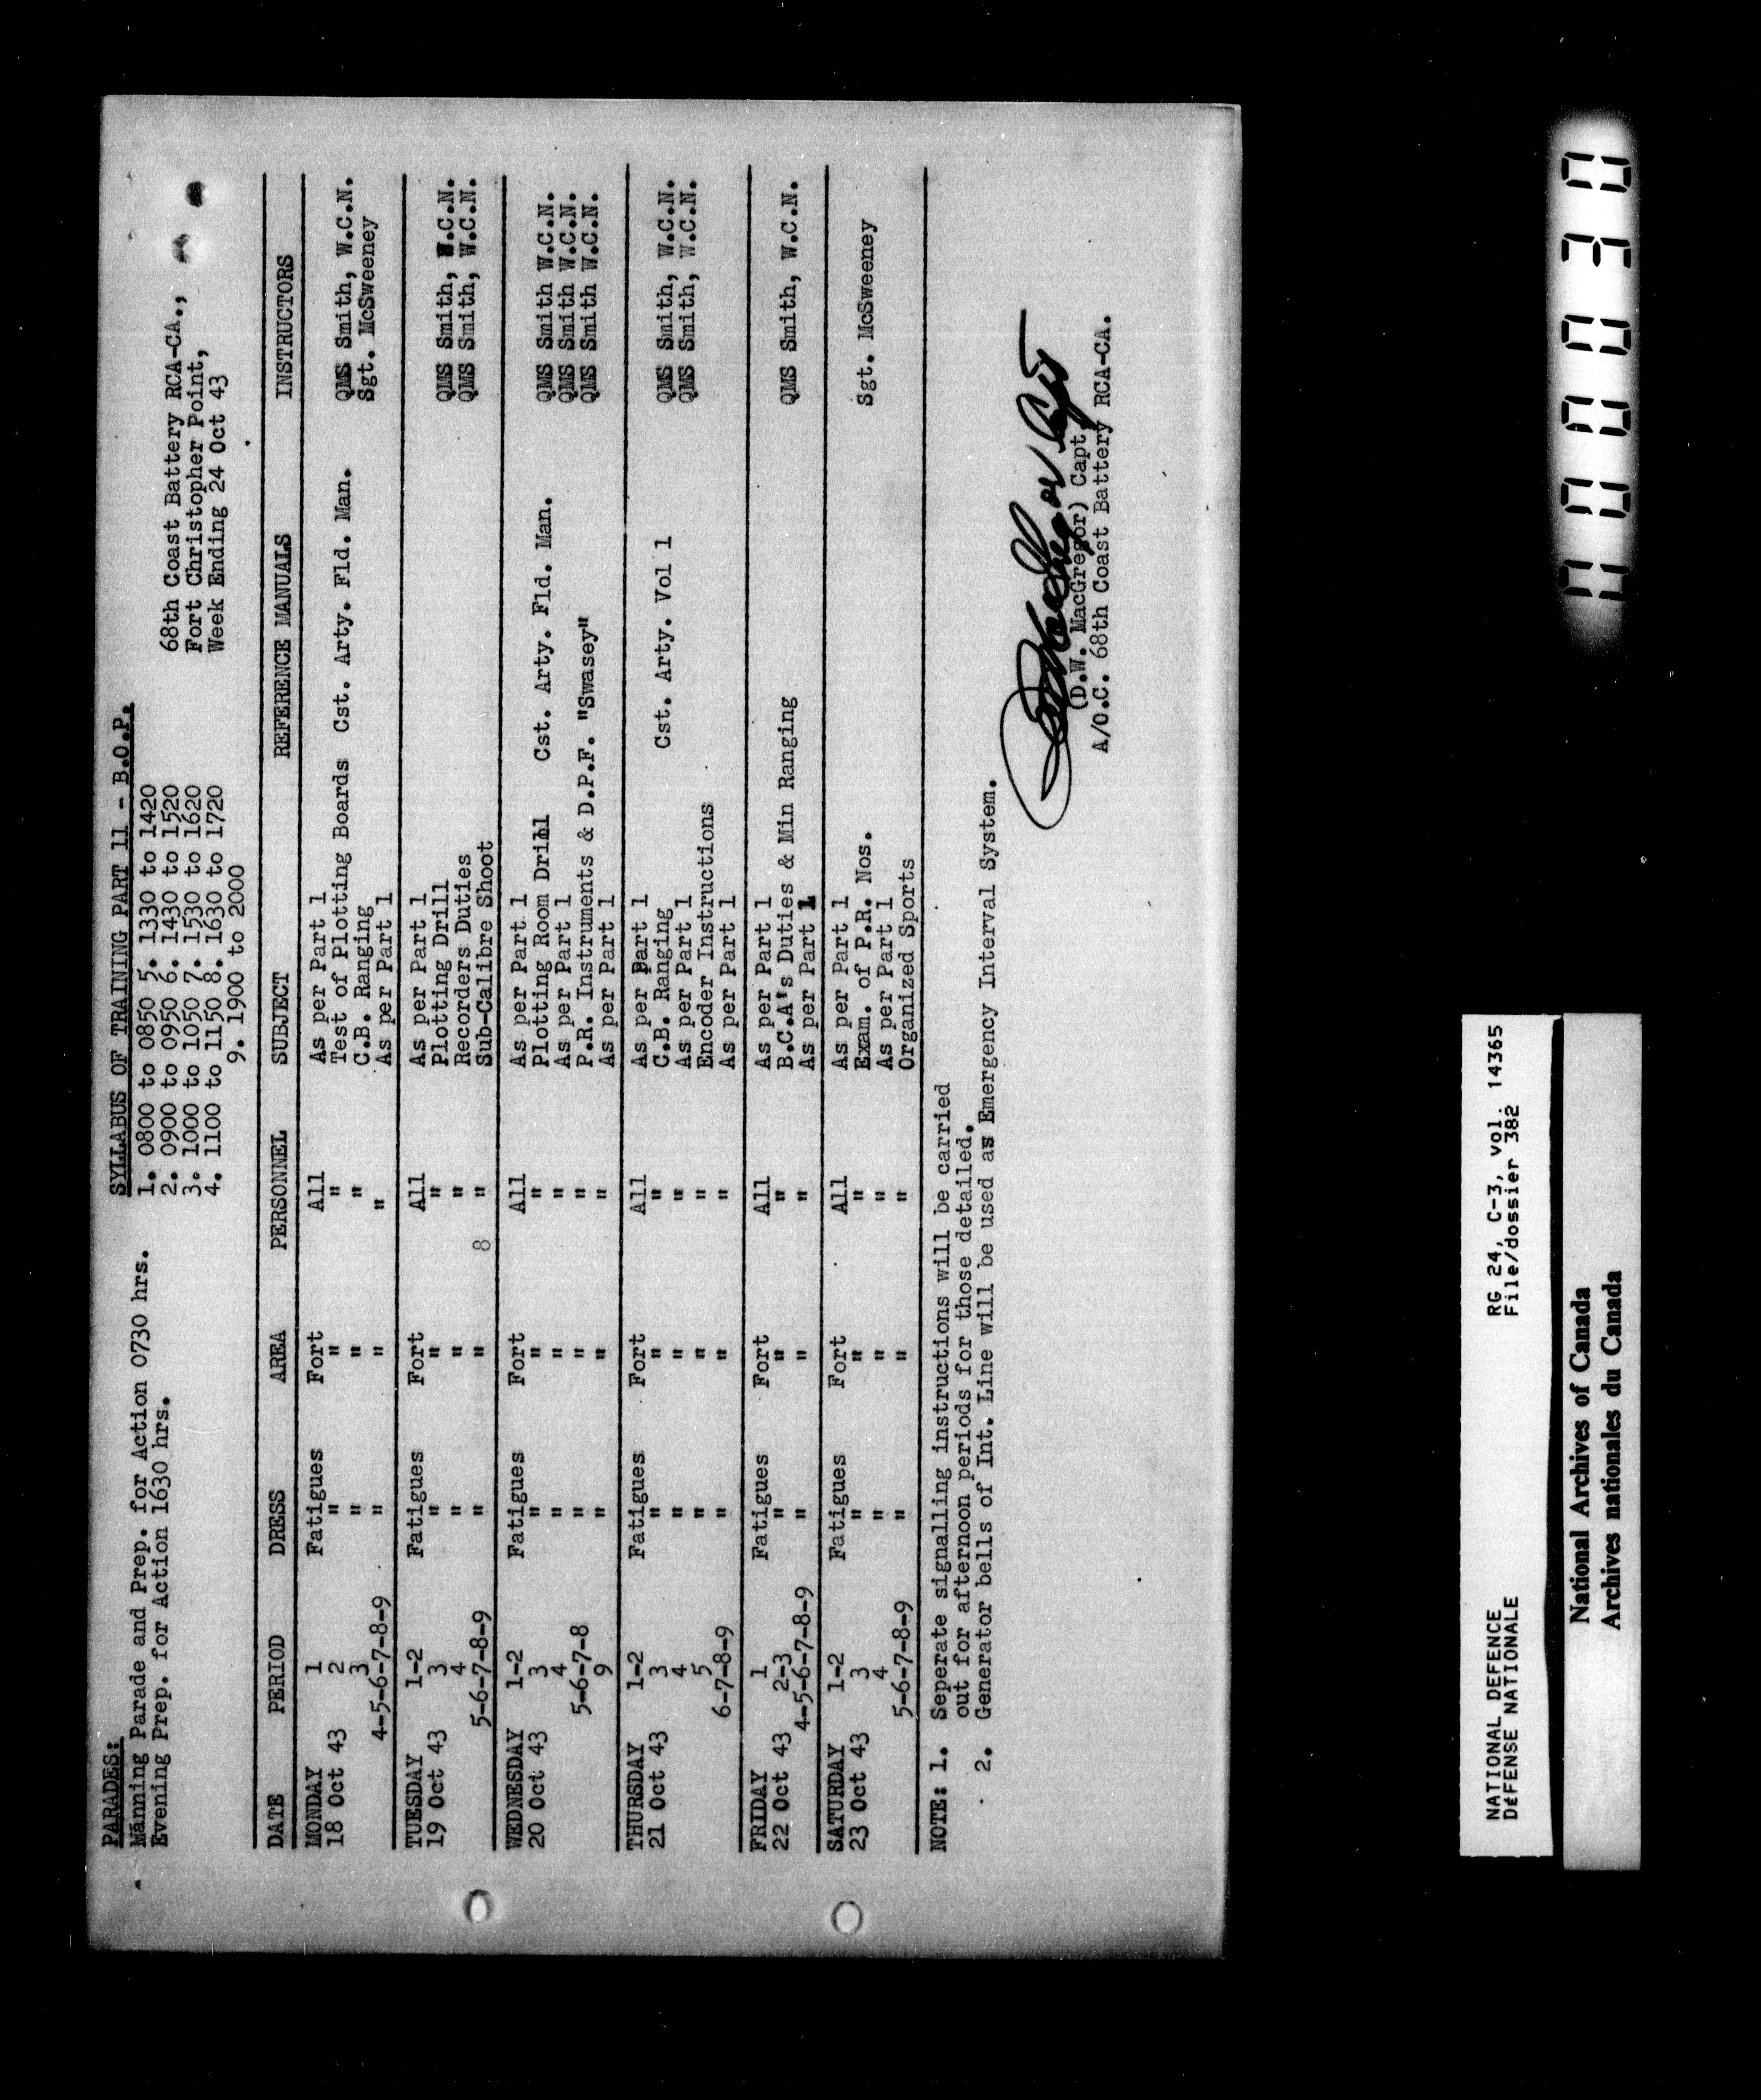 SYLLABUS OF TRAINING PART 11 - B.O.P.
PARADES:
Manning Parade and Prep. for Action 0730 hrs.
Evening Prep. for Action 1630 hrs.
1. 0800 to 0850 5. 1330 to 1420
2. 0900 to 0950 6. 1430 to 1520
3. 1000 to 1050 7. 1530 to 1620
4. 1100 to 1150 8. 1630 to 1720
9. 1900 to 2000
68th Coast Battery RCA-CA.,
Fort Christopher Point,
Week Ending 24 Oct 43
DATE PERIOD DRESS AREA PERSONNEL SUBJECT REFERENCE MANUALS INSTRUCTORS
MONDAY 1 Fatigues Fort All As per Part 1
18 Oct 43 2 " " " Test of Plotting Boards Cst. Arty. Fld. Man. QMS Smith, W.C.N.
3 " " " C.B. Ranging Sgt. McSweeney
4-5-6-7-8-9 " " " As per Part 1
TUESDAY 1-2 Fatigues Fort All As per Part 1
19 Oct 43 3 " " " Plotting Drill QMS Smith, W.C.N.
4 " " " Recorders Duties QMS Smith, W.C.N.
5-6-7-8-9 " " 8 " Sub-Calibre Shoot
WEDNESDAY 1-2 Fatigues Fort All As per Part 1
20 Oct 43 3 " " " Plotting Room Drill Cst. Arty. Fld. Man. QMS Smith W.C.N.
4 " " " As per Part 1 QMS Smith W.C.N.
5-6-7-8 " " " P.R. Instruments & D.P.F. "Swasey" QMS Smith W.C.N.
9 " " " As per Part 1
THURSDAY 1-2 Fatigues Fort All As per Part 1
21 Oct 43 3 " " " C.B. Ranging Cst. Arty. Vol 1 QMS Smith, W.C.N.
4 " " " As per Part 1 QMS Smith, W.C.N.
5 " " " Encoder Instructions
6-7-8-9 " " " As per Part 1
FRIDAY 1 Fatigues Fort All As per Part 1
22 Oct 43 2-3 " " " B.C.A's Duties & Min Ranging QMS Smith, W.C.N.
4-5-6-7-8-9 " " " As per Part 1
SATURDAY 1-2 Fatigues Fort All As per Part 1
23 Oct 43 3 " " " Exam. of P.R. Nos. Sgt. McSweeney
4 " " " As per Part 1
5-6-7-8-9 " " " Organized Sports
NOTE: 1. Seperate signalling instructions will be carried
out for afternoon periods for those detailed.
2. Generator bells of Int. Line will be used as Emergency Interval System.
DWMacGregor Capt
(D.W. MacGregor) Capt.
A/O.C. 68th Coast Battery RCA-CA.
NATIONAL DEFENCE RG 24, C-3, vol. 14365
DÉFENSE NATIONALE File/dossier 382
National Archives of Canada
Archives nationales du Canada